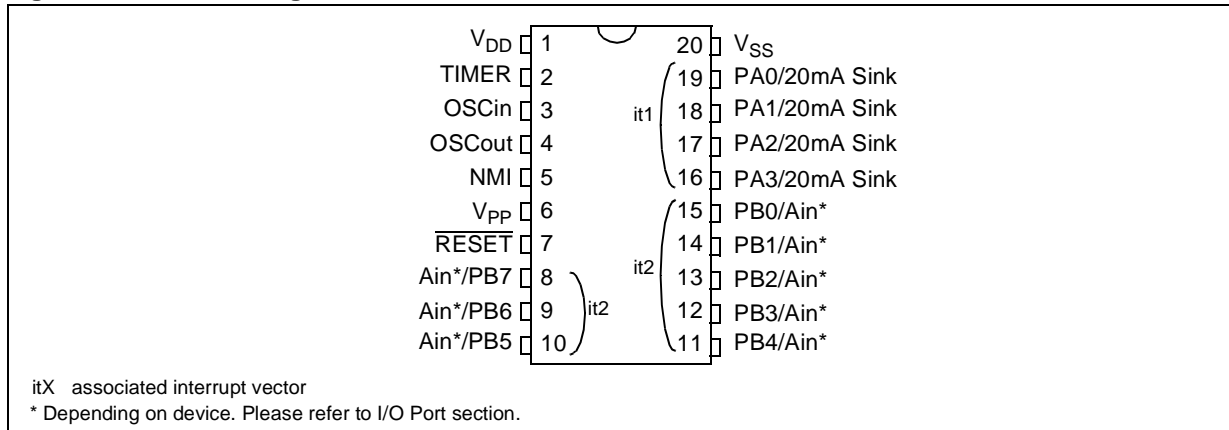 VDD 1 20 VSS
TIMER 2 19 PA0/20mA Sink
OSCin 3 it1 18 PA1/20mA Sink
OSCout 4 17 PA2/20mA Sink
NMI 5 16 PA3/20mA Sink
VPP 6 15 PB0/Ain*
RESET 7 14 PB1/Ain*
Ain*/PB7 8 it2 13 PB2/Ain*
Ain*/PB6 9 it2 12 PB3/Ain*
Ain*/PB5 10 11 PB4/Ain*
itX associated interrupt vector
* Depending on device. Please refer to I/O Port section.